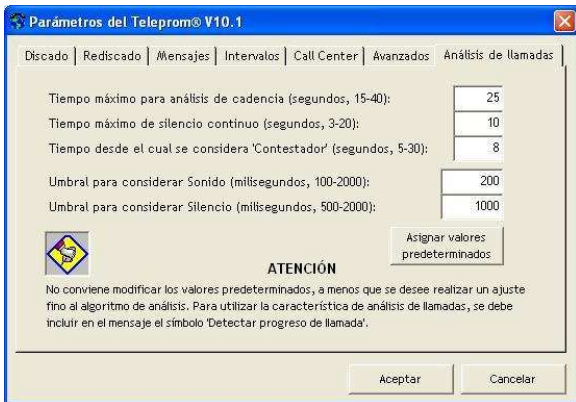 Parámetros del Teleprom® V10.1
Discado Rediscado Mensajes Intervalos Call Center Avanzados Análisis de llamadas
Tiempo máximo para análisis de cadencia (segundos, 15-40): 25
Tiempo máximo de silencio continuo (segundos, 3-20): 10
Tiempo desde el cual se considera 'Contestador' (segundos, 5-30): 8
Umbral para considerar Sonido (milisegundos, 100-2000): 200
Umbral para considerar Silencio (milisegundos, 500-2000): 1000
Asignar valores
predeterminados
ATENCIÓN
No conviene modificar los valores predeterminados, a menos que se desee realizar un ajuste
fino al algoritmo de análisis. Para utilizar la característica de análisis de llamadas, se debe
incluir en el mensaje el símbolo 'Detectar progreso de llamada'.
Aceptar Cancelar